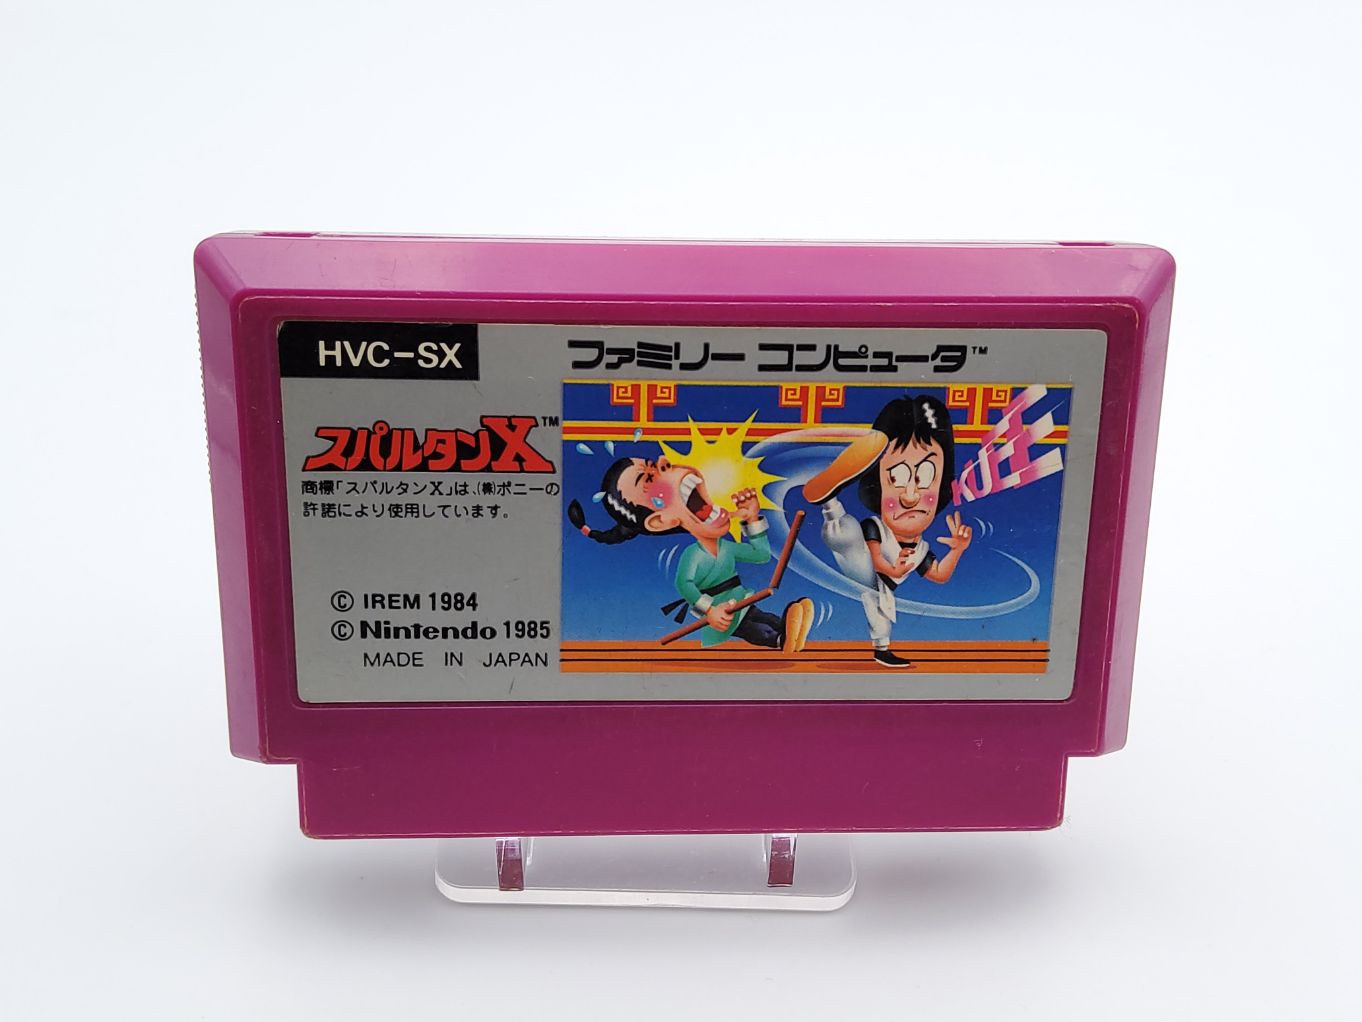 HVC-SX
ファミリー コンピュータ™
スパルタンX™
商標「スパルタンX」は、(株)ポニーの
許諾により使用しています。
© IREM 1984
© Nintendo 1985
MADE IN JAPAN